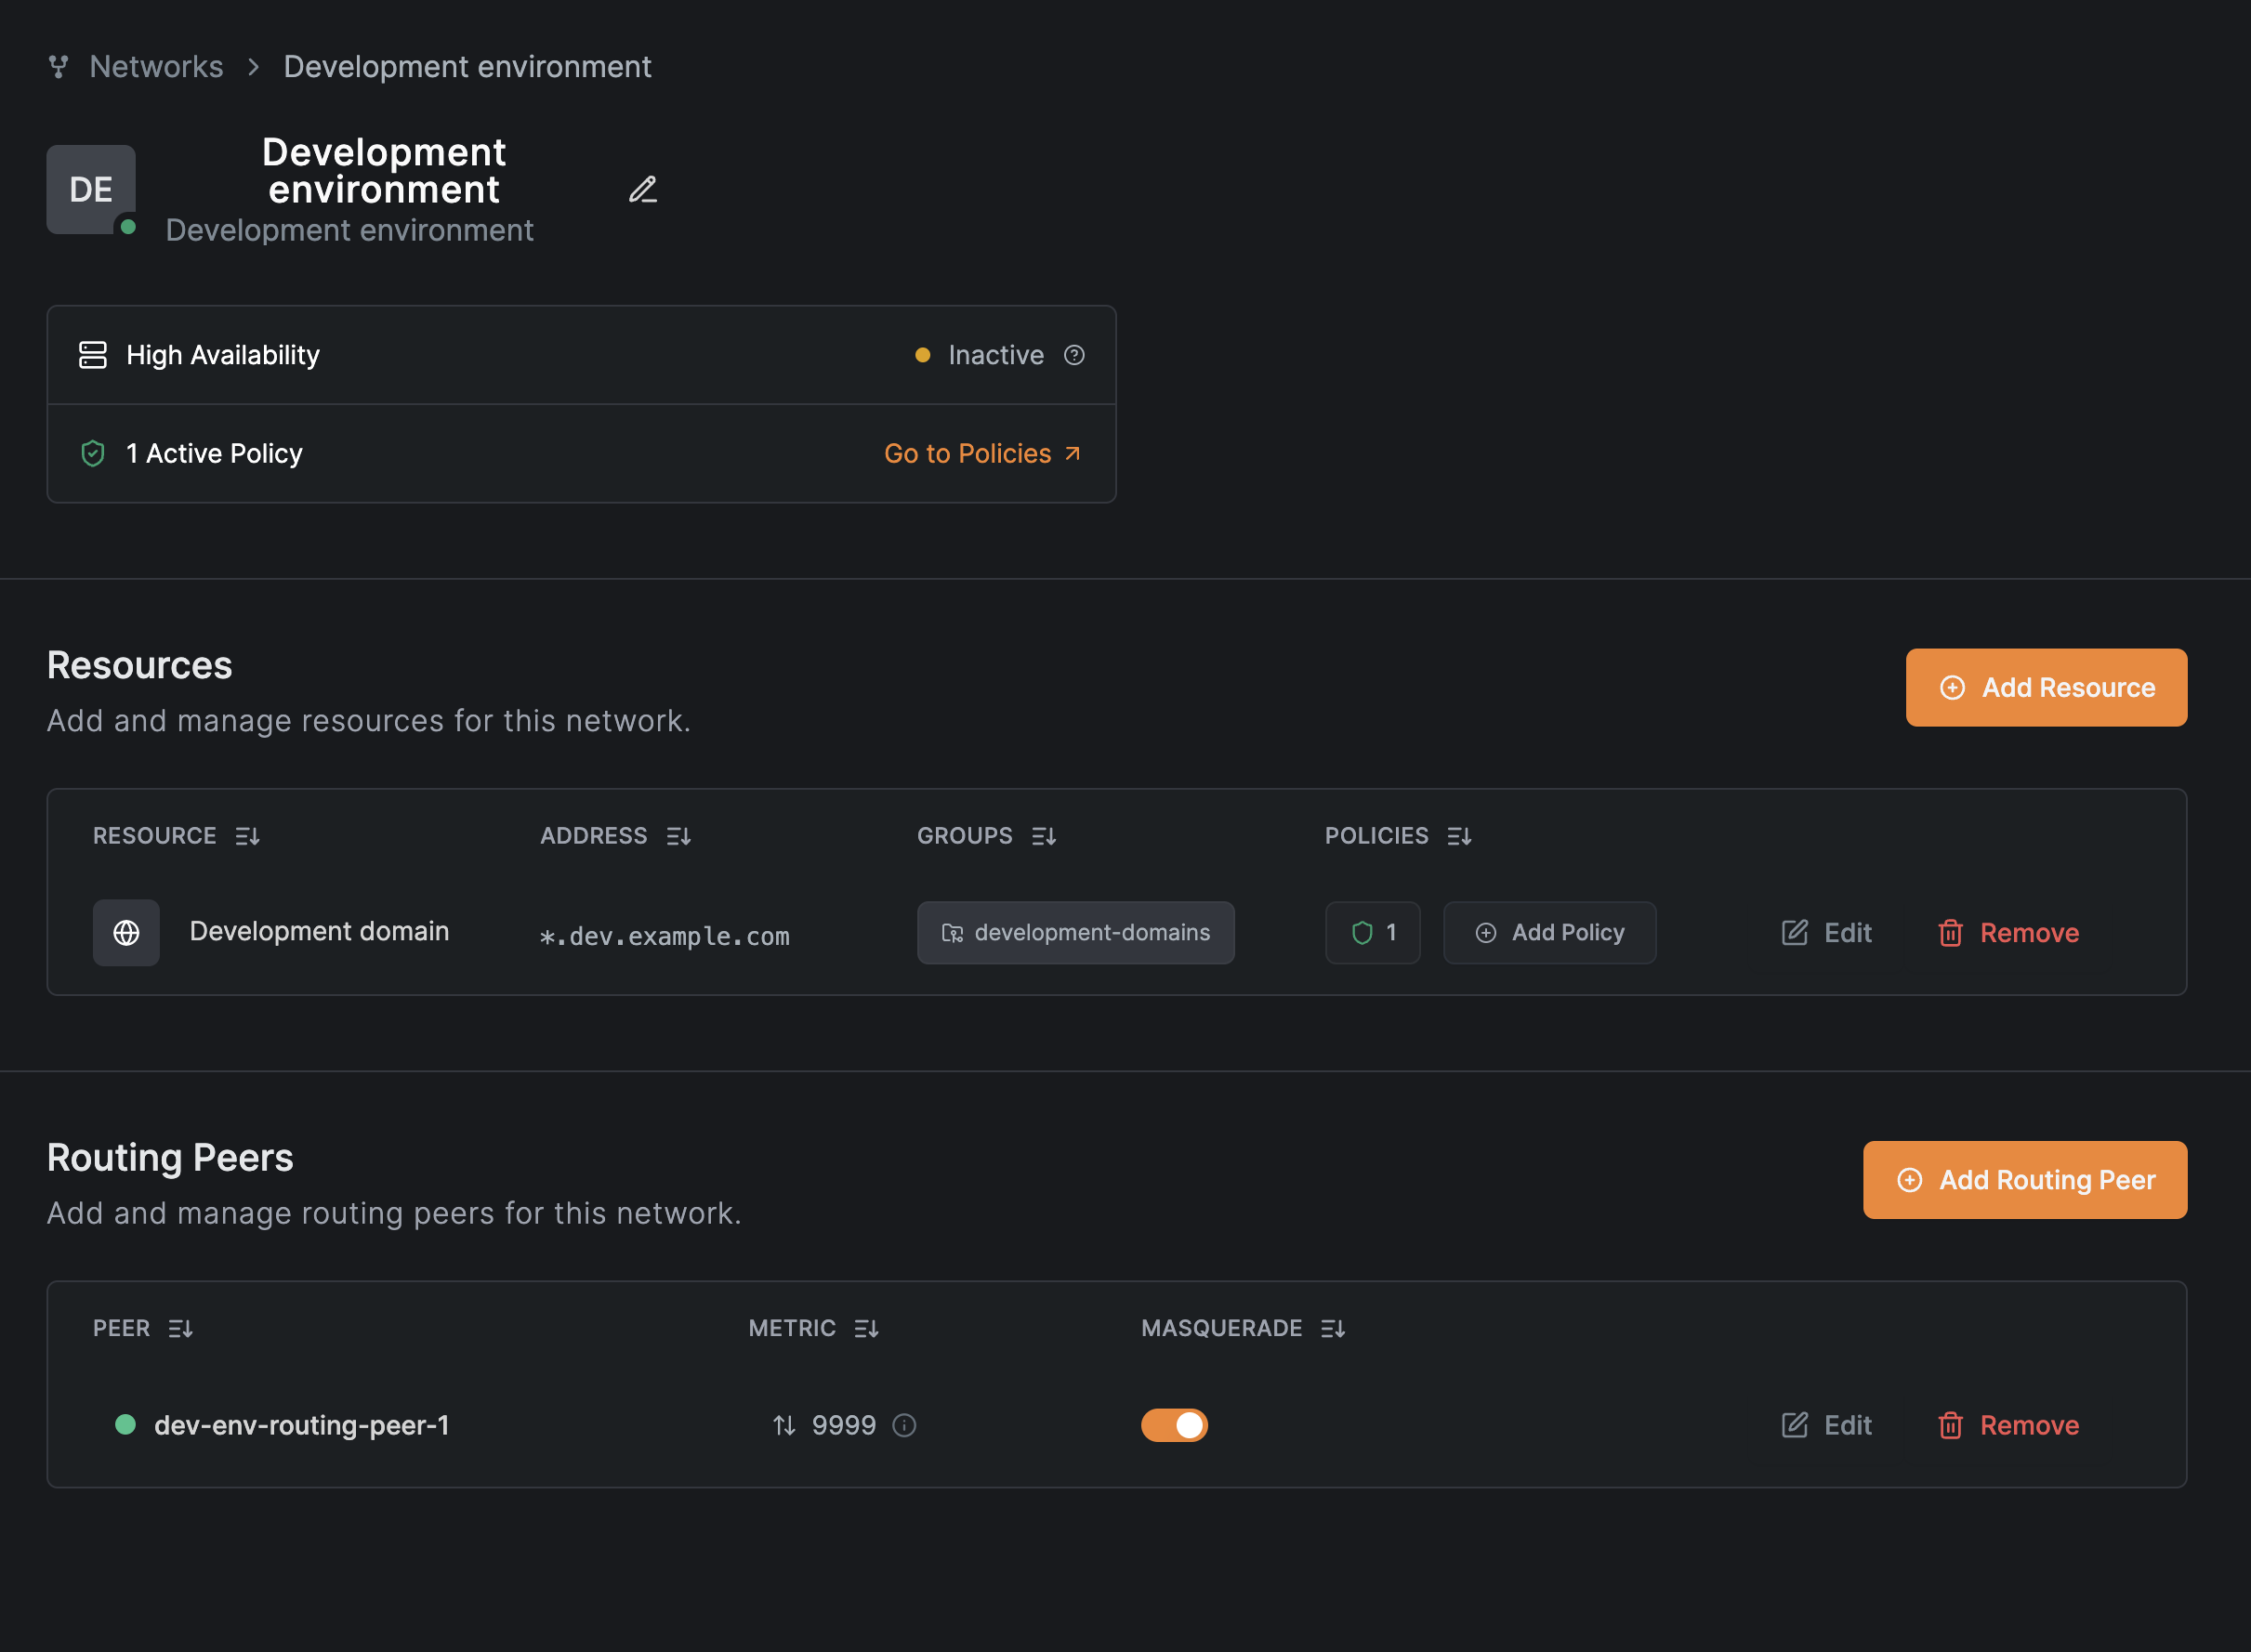 Networks > Development environment
DE
Development
environment
Development environment
High Availability Inactive
1 Active Policy Go to Policies
Resources
Add and manage resources for this network.
Add Resource
RESOURCE ADDRESS GROUPS POLICIES
Development domain *.dev.example.com development-domains 1 Add Policy Edit Remove
Routing Peers
Add and manage routing peers for this network.
Add Routing Peer
PEER METRIC MASQUERADE
dev-env-routing-peer-1 9999 Edit Remove